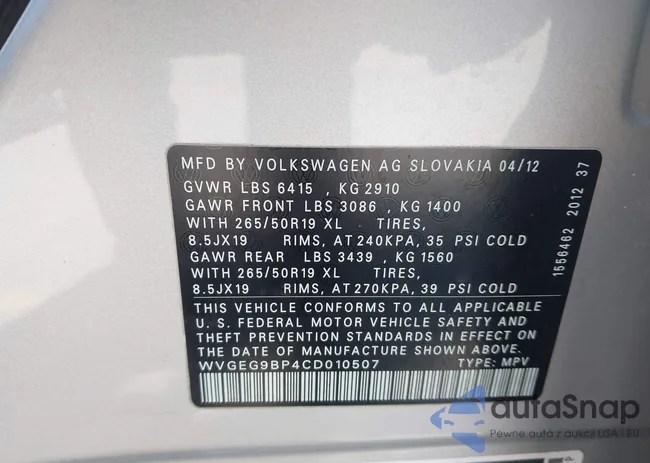 MFD BY VOLKSWAGEN AG SLOVAKIA 04/12
GVWR LBS 6415 , KG 2910
GAWR FRONT LBS 3086 , KG 1400
WITH 265/50R19 XL TIRES,
8.5JX19 RIMS, AT 240KPA, 35 PSI COLD
GAWR REAR LBS 3439 , KG 1560
WITH 265/50R19 XL TIRES,
8.5JX19 RIMS, AT 270KPA, 39 PSI COLD
THIS VEHICLE CONFORMS TO ALL APPLICABLE
U. S. FEDERAL MOTOR VEHICLE SAFETY AND
THEFT PREVENTION STANDARDS IN EFFECT ON
THE DATE OF MANUFACTURE SHOWN ABOVE.
WVGEG9BP4CD010507 TYPE: MPV
1556462 2012 37
autaSnap
Pewne auta z aukcji USA - EU